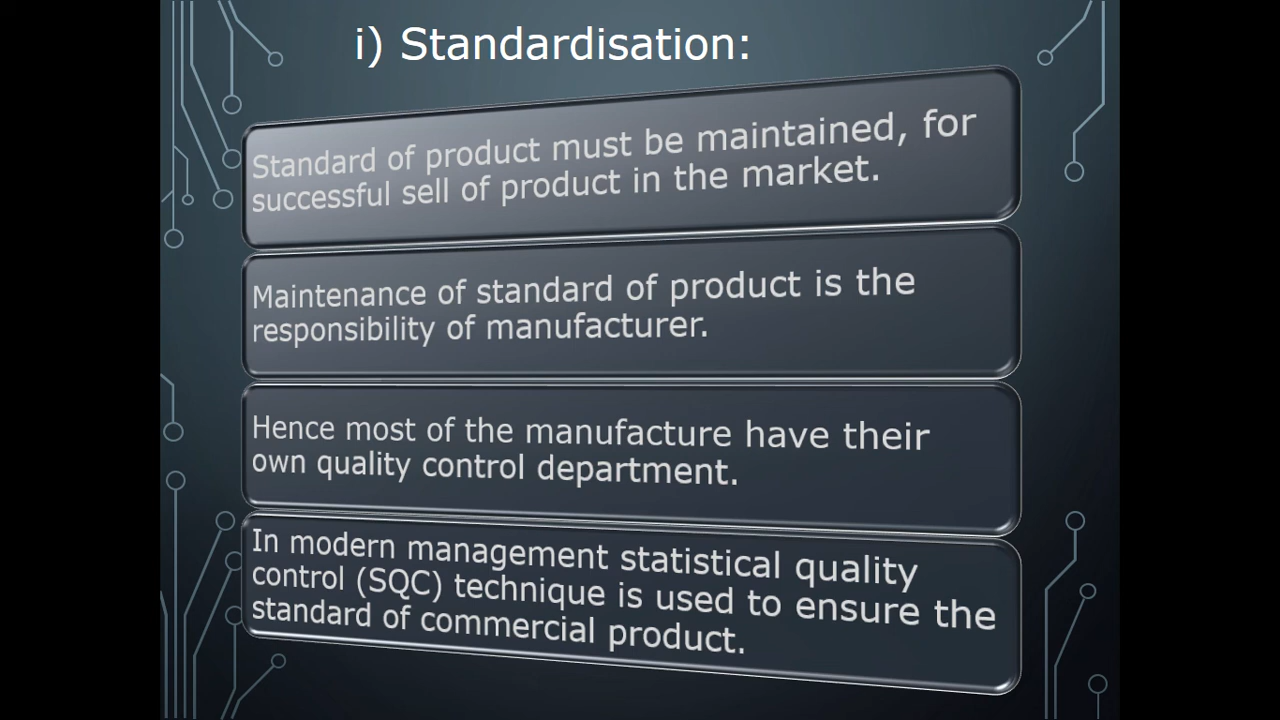 i) Standardisation:
Standard of product must be maintained, for
successful sell of product in the market.
Maintenance of standard of product is the
responsibility of manufacturer.
Hence most of the manufacture have their
own quality control department.
In modern management statistical quality
control (SQC) technique is used to ensure the
standard of commercial product.